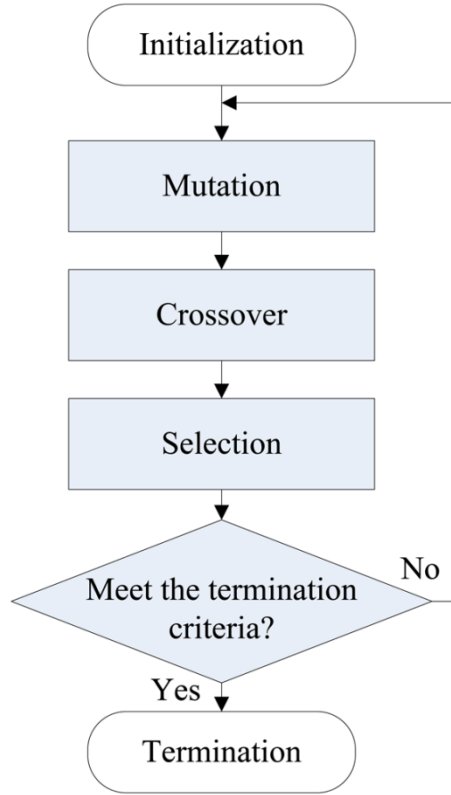 Initialization
Mutation
Crossover
Selection
Meet the termination
criteria?
No
Yes
Termination